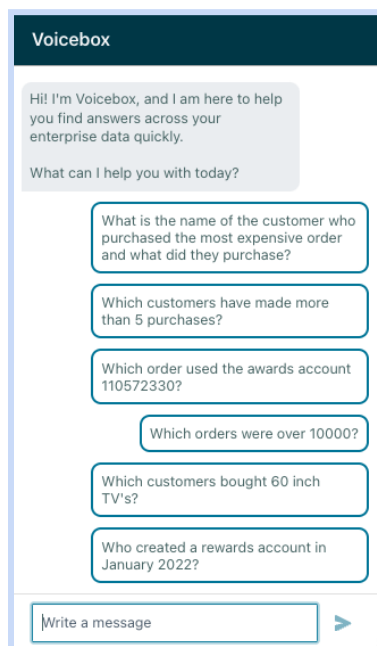 Voicebox
Hi! I'm Voicebox, and I am here to help
you find answers across your
enterprise data quickly.
What can I help you with today?
What is the name of the customer who
purchased the most expensive order
and what did they purchase?
Which customers have made more
than 5 purchases?
Which order used the awards account
110572330?
Which orders were over 10000?
Which customers bought 60 inch
TV's?
Who created a rewards account in
January 2022?
Write a message